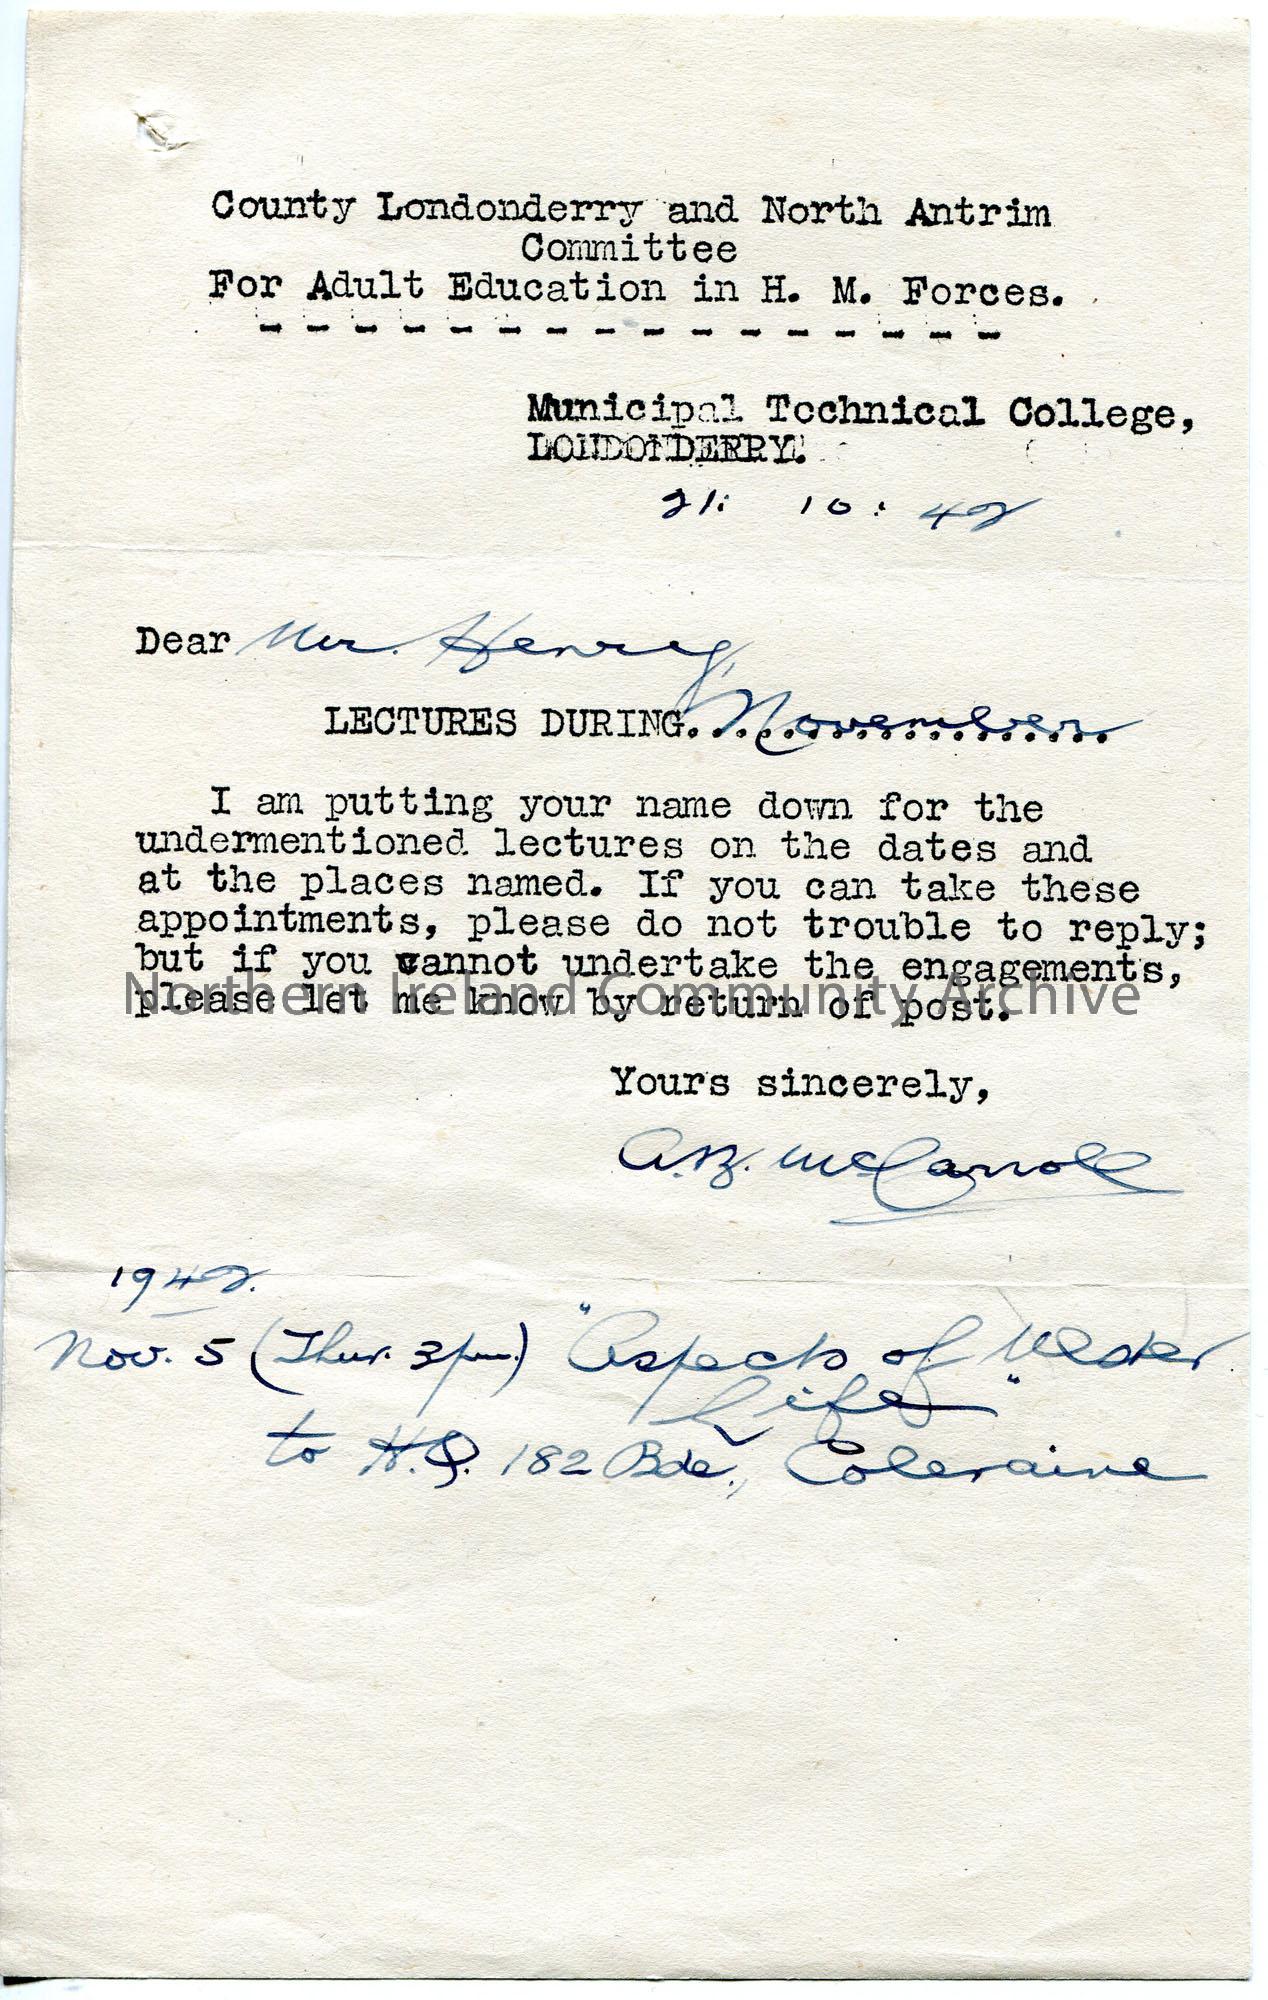 County Londonderry and North Antrim
Committee
For Adult Education in H. M. Forces.
- - - - - - - - - - - - - - - -
Municipal Technical College,
LONDONDERRY.
21: 10: 42
Dear Mr. Henry,
LECTURES DURING..November..
I am putting your name down for the
undermentioned lectures on the dates and
at the places named. If you can take these
appointments, please do not trouble to reply;
but if you cannot undertake the engagements,
please let me know by return of post.
Northern Ireland Community Archive
Yours sincerely,
McCarroll
1942.
Nov. 5 (Thur. 3pm.) "Aspects of Ulster
Life"
to H.Q. 182 Bde., Coleraine